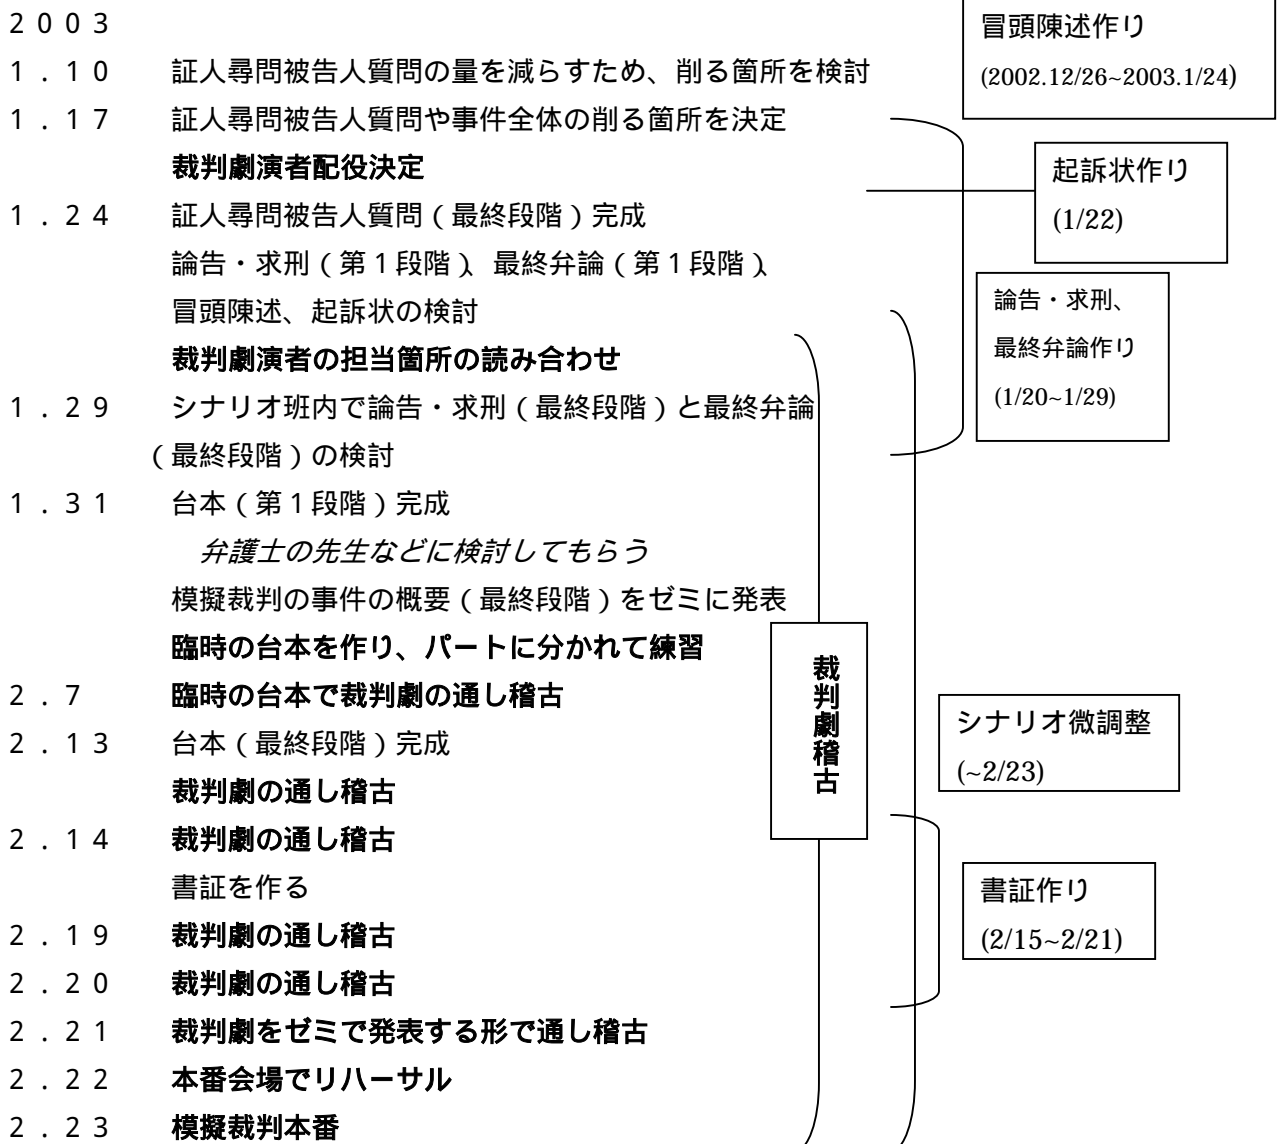 ２００３
１．１０　証人尋問被告人質問の量を減らすため、削る箇所を検討
１．１７　証人尋問被告人質問や事件全体の削る箇所を決定
裁判劇演者配役決定
１．２４　証人尋問被告人質問（最終段階）完成
論告・求刑（第１段階）、最終弁論（第１段階）、
冒頭陳述、起訴状の検討
裁判劇演者の担当箇所の読み合わせ
１．２９　シナリオ班内で論告・求刑（最終段階）と最終弁論
（最終段階）の検討
１．３１　台本（第１段階）完成
弁護士の先生などに検討してもらう
模擬裁判の事件の概要（最終段階）をゼミに発表
臨時の台本を作り、パートに分かれて練習
２．７　臨時の台本で裁判劇の通し稽古
２．１３　台本（最終段階）完成
裁判劇の通し稽古
２．１４　裁判劇の通し稽古
書証を作る
２．１９　裁判劇の通し稽古
２．２０　裁判劇の通し稽古
２．２１　裁判劇をゼミで発表する形で通し稽古
２．２２　本番会場でリハーサル
２．２３　模擬裁判本番
裁判劇稽古
冒頭陳述作り
(2002.12/26~2003.1/24)
起訴状作り
(1/22)
論告・求刑、
最終弁論作り
(1/20~1/29)
シナリオ微調整
(~2/23)
書証作り
(2/15~2/21)